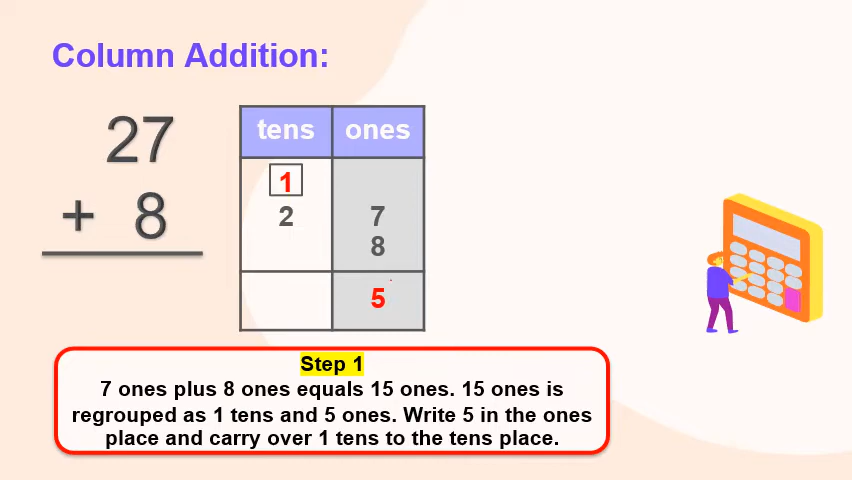 Column Addition:
27
+ 8
tens ones
1
2 7
8
5
Step 1
7 ones plus 8 ones equals 15 ones. 15 ones is
regrouped as 1 tens and 5 ones. Write 5 in the ones
place and carry over 1 tens to the tens place.